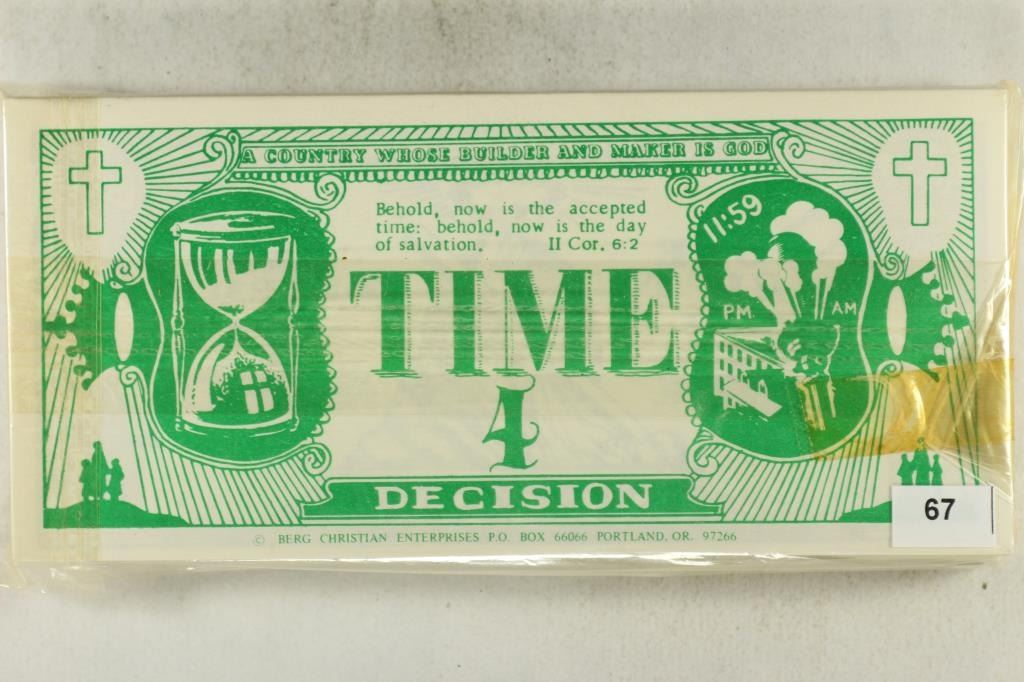 A COUNTRY WHOSE BUILDER AND MAKER IS GOD
Behold, now is the accepted
time: behold, now is the day
of salvation. II Cor. 6:2
TIME
4
DECISION
11:59
PM AM
67
© BERG CHRISTIAN ENTERPRISES P.O. BOX 66066 PORTLAND, OR. 97266